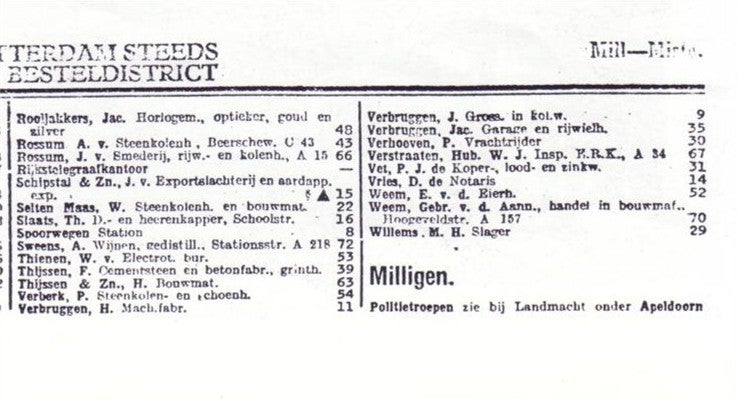 TTERDAM STEEDS
BESTELDISTRICT
Mill—Miste.
Rooijakkers, Jac. Horlogem., optieker, goud en
zilver 48
Rossum A. v. Steenkolenh., Beerschew. C 43 43
Rossum, J. v. Smederij, rijw.- en kolenh., A 15 66
Rijkstelegraafkantoor —
Schipstal & Zn., J. v. Exportslachterij en aardapp.
exp. § ▲ 15
Selten Maas, W. Steenkolenh. en bouwmat. 22
Slaats, Th. D.- en heerenkapper, Schoolstr. 16
Spoorwegen Station 8
Sweens, A. Wijnen, gedistill., Stationsstr. A 218 72
Thienen, W. v. Electrot. bur. 53
Thijssen, F. Cementsteen en betonfabr., grinth. 39
Thijssen & Zn., H. Bouwmat. 63
Verberk, P. Steenkolen- en schoenh. 54
Verbruggen, H. Mach.fabr. 11
Verbruggen, J. Gross. in kol.w. 9
Verbruggen, Jac. Garage en rijwielh. 35
Verhooven, P. Vrachtrijder 30
Verstraaten, Hub. W. J. Insp. E.R.K., A 34 67
Vet, P. J. de Koper-, lood- en zinkw. 31
Vries, D. de Notaris 14
Weem, E. v. d. Eierh. 52
Weem, Gebr. v. d. Aann., handel in bouwmat.,
Hoogeveldstr. A 157 70
Willems, M. H. Slager 29
Milligen.
Politietroepen zie bij Landmacht onder Apeldoorn